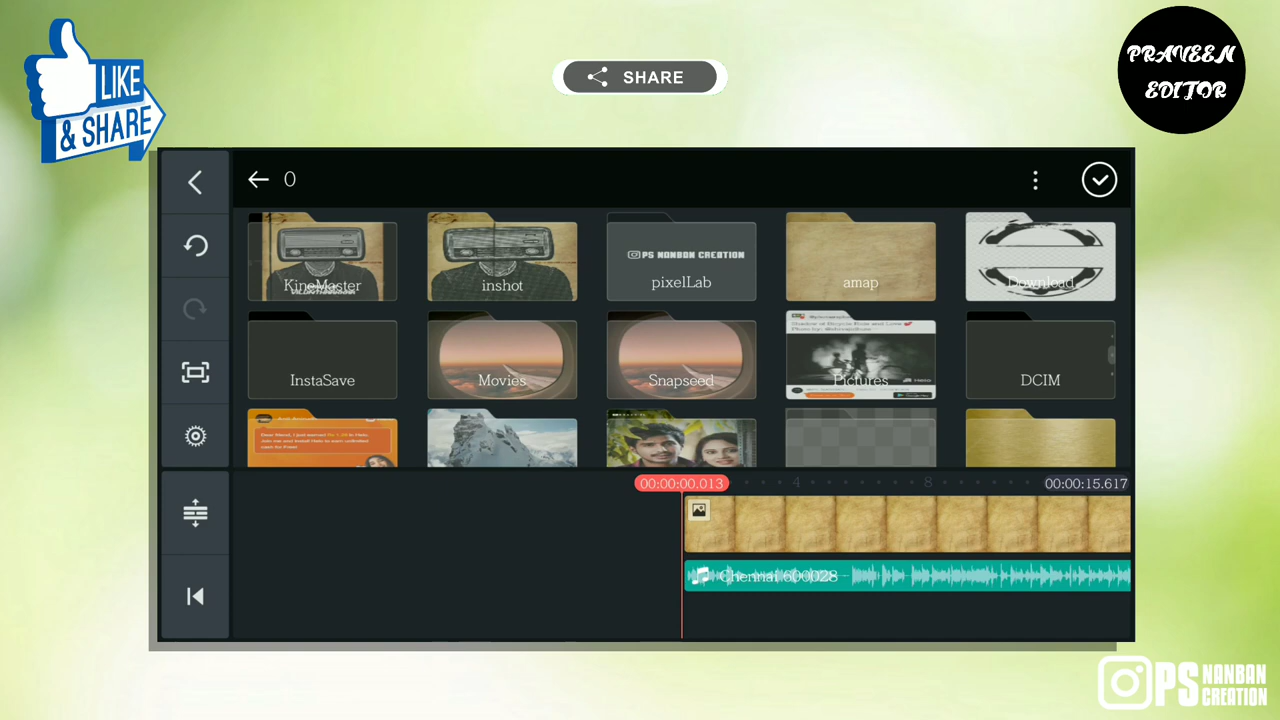 LIKE
& SHARE
SHARE
PRAVEEN
EDITOR
0
KineMaster
inshot
PS NANBAN CREATION
pixelLab
amap
Download
InstaSave
Movies
Snapseed
Pictures
DCIM
00:00:00.013
4
8
00:00:15.617
Chennai 600028
PS NANBAN
CREATION